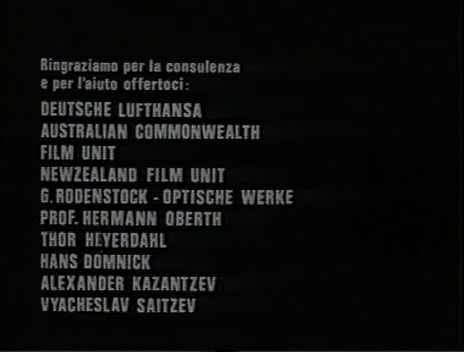 Ringraziamo per la consulenza
e per l'aiuto offertoci:
DEUTSCHE LUFTHANSA
AUSTRALIAN COMMONWEALTH
FILM UNIT
NEWZEALAND FILM UNIT
G. RODENSTOCK - OPTISCHE WERKE
PROF. HERMANN OBERTH
THOR HEYERDAHL
HANS DOMNICK
ALEXANDER KAZANTZEV
VYACHESLAV SAITZEV